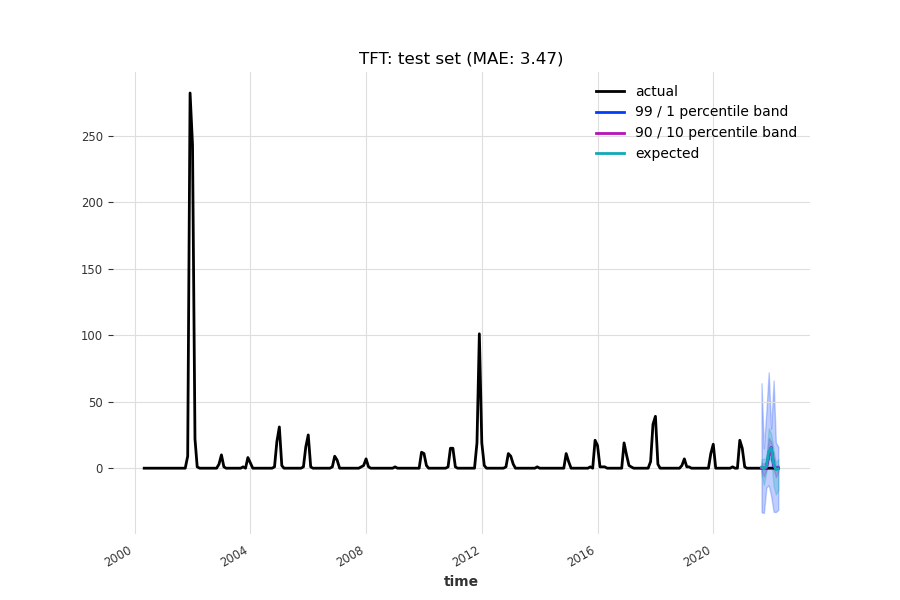 TFT: test set (MAE: 3.47)
actual
99 / 1 percentile band
90 / 10 percentile band
expected
250
200
150
100
50
0
2000
2004
2008
2012
2016
2020
time